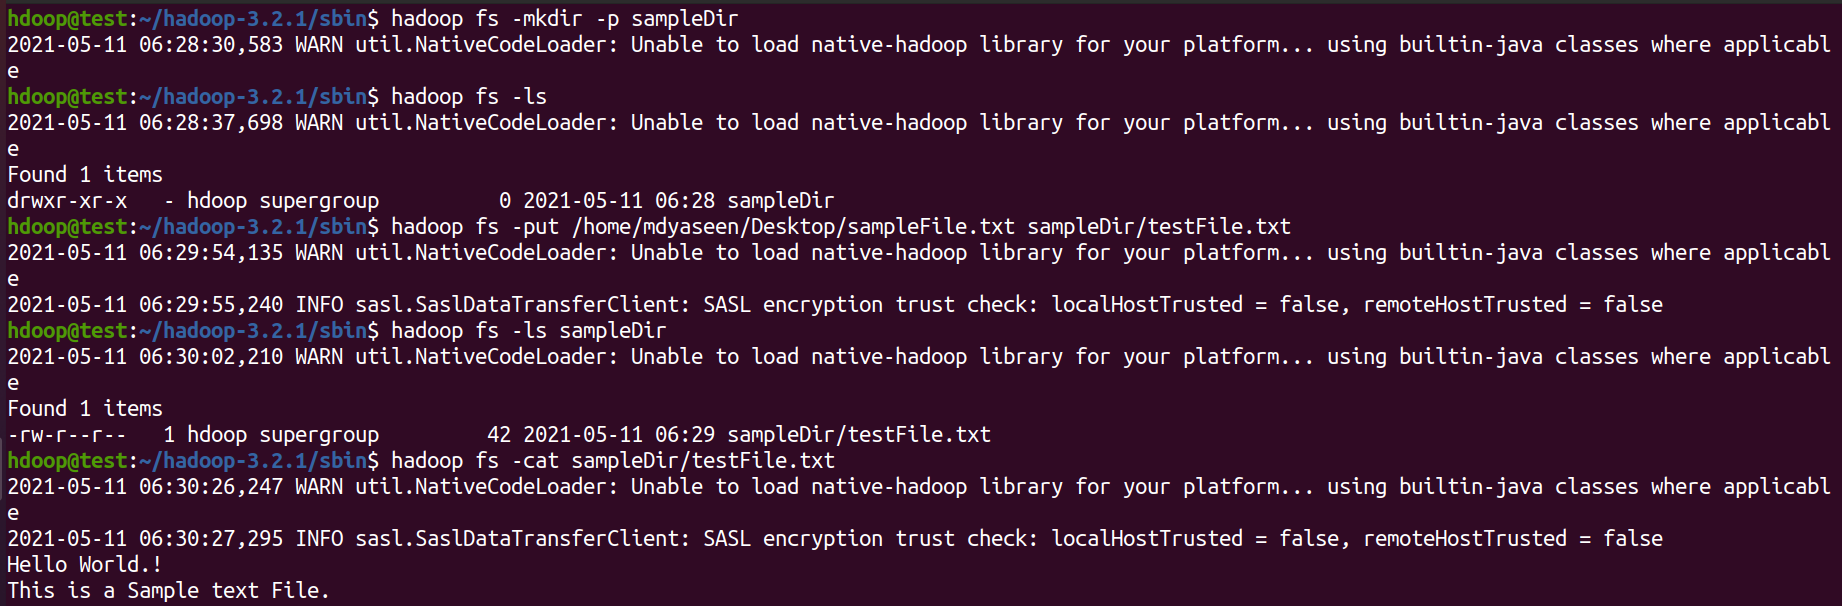 hdoop@test:~/hadoop-3.2.1/sbin$ hadoop fs -mkdir -p sampleDir
2021-05-11 06:28:30,583 WARN util.NativeCodeLoader: Unable to load native-hadoop library for your platform... using builtin-java classes where applicabl
e
hdoop@test:~/hadoop-3.2.1/sbin$ hadoop fs -ls
2021-05-11 06:28:37,698 WARN util.NativeCodeLoader: Unable to load native-hadoop library for your platform... using builtin-java classes where applicabl
e
Found 1 items
drwxr-xr-x   - hdoop supergroup          0 2021-05-11 06:28 sampleDir
hdoop@test:~/hadoop-3.2.1/sbin$ hadoop fs -put /home/mdyaseen/Desktop/sampleFile.txt sampleDir/testFile.txt
2021-05-11 06:29:54,135 WARN util.NativeCodeLoader: Unable to load native-hadoop library for your platform... using builtin-java classes where applicabl
e
2021-05-11 06:29:55,240 INFO sasl.SaslDataTransferClient: SASL encryption trust check: localHostTrusted = false, remoteHostTrusted = false
hdoop@test:~/hadoop-3.2.1/sbin$ hadoop fs -ls sampleDir
2021-05-11 06:30:02,210 WARN util.NativeCodeLoader: Unable to load native-hadoop library for your platform... using builtin-java classes where applicabl
e
Found 1 items
-rw-r--r--   1 hdoop supergroup         42 2021-05-11 06:29 sampleDir/testFile.txt
hdoop@test:~/hadoop-3.2.1/sbin$ hadoop fs -cat sampleDir/testFile.txt
2021-05-11 06:30:26,247 WARN util.NativeCodeLoader: Unable to load native-hadoop library for your platform... using builtin-java classes where applicabl
e
2021-05-11 06:30:27,295 INFO sasl.SaslDataTransferClient: SASL encryption trust check: localHostTrusted = false, remoteHostTrusted = false
Hello World.!
This is a Sample text File.